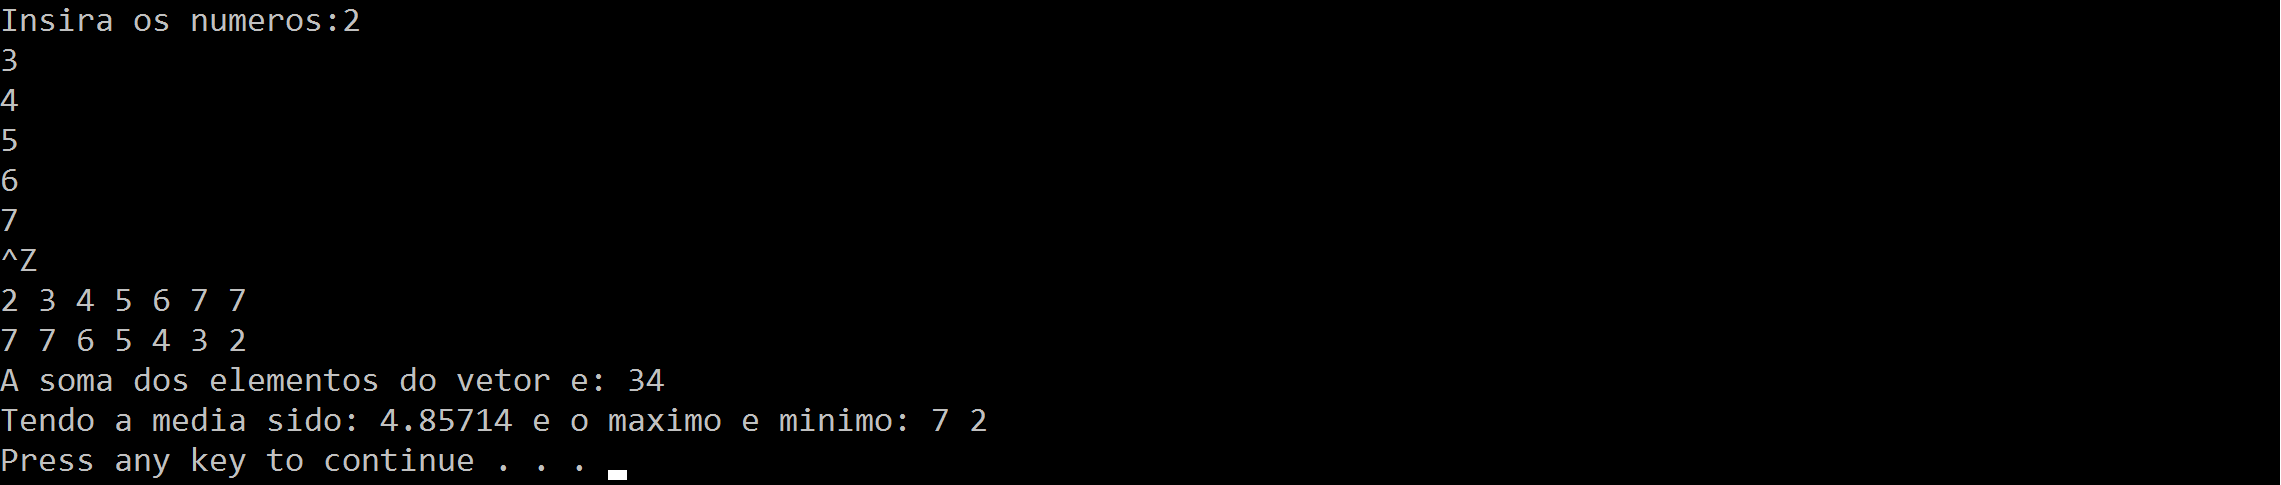 Insira os numeros:2
3
4
5
6
7
^Z
2 3 4 5 6 7 7
7 7 6 5 4 3 2
A soma dos elementos do vetor e: 34
Tendo a media sido: 4.85714 e o maximo e minimo: 7 2
Press any key to continue . . .